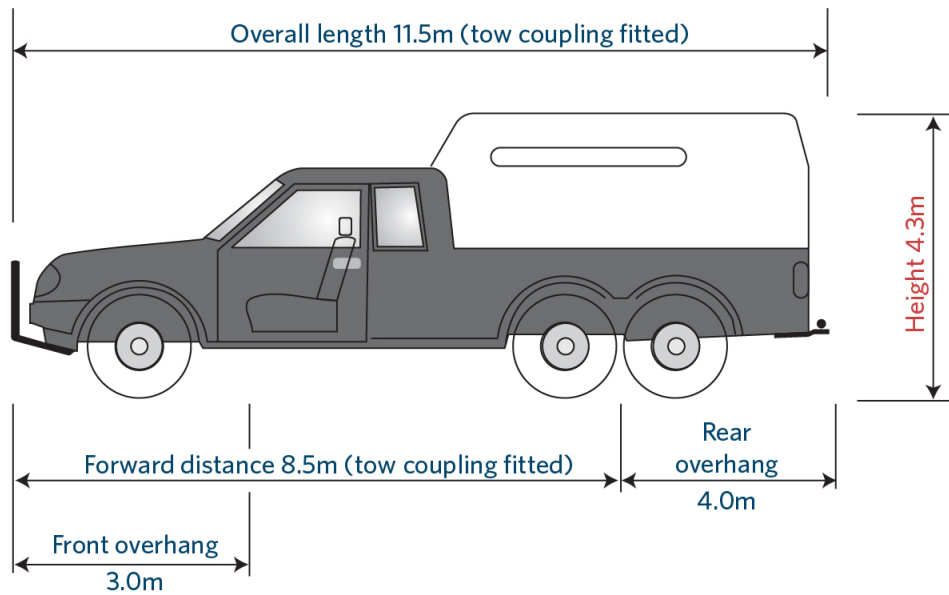 Overall length 11.5m (tow coupling fitted)
Height 4.3m
Rear
overhang
4.0m
Forward distance 8.5m (tow coupling fitted)
Front overhang
3.0m